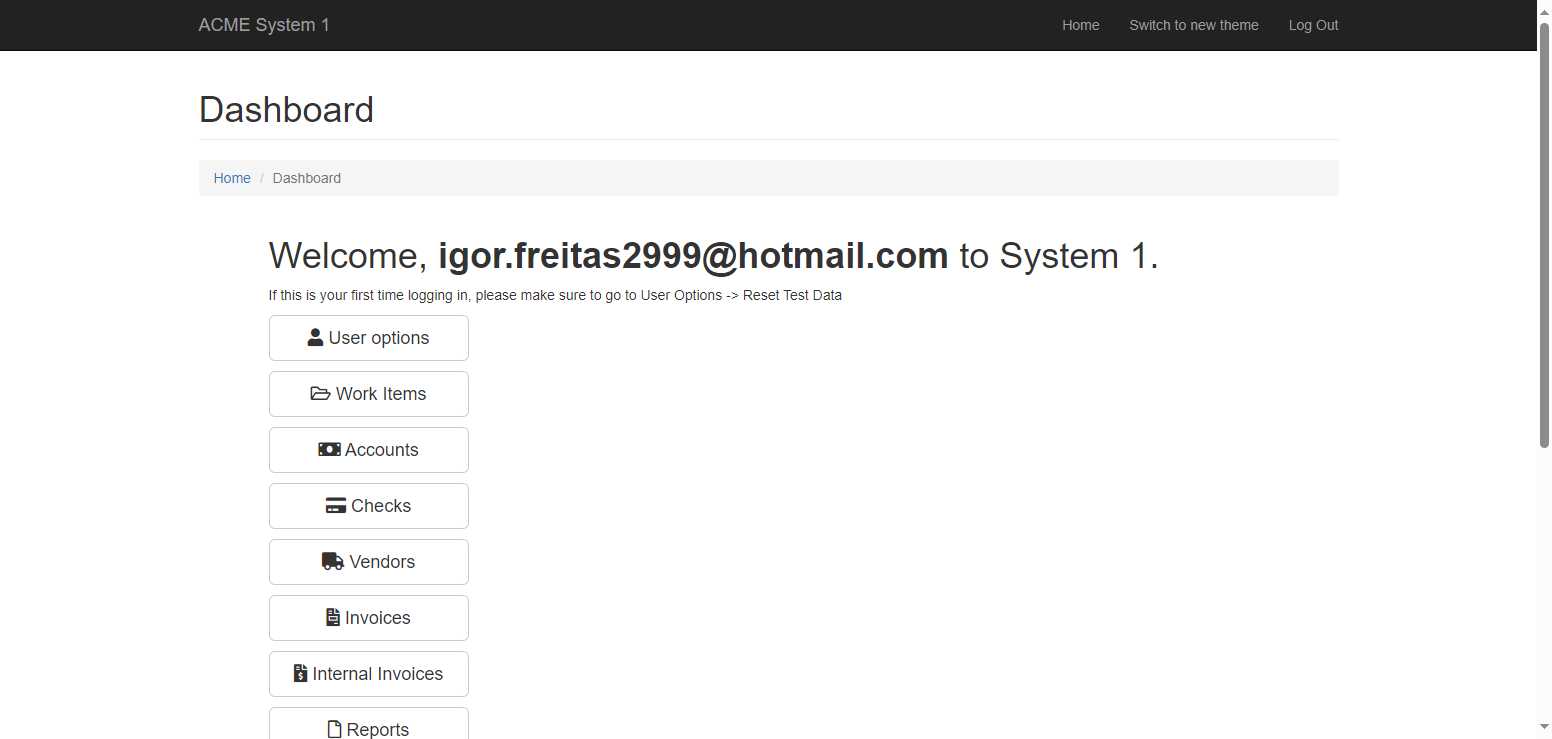 ACME System 1
Home
Switch to new theme
Log Out
Dashboard
Home / Dashboard
Welcome, igor.freitas2999@hotmail.com to System 1.
If this is your first time logging in, please make sure to go to User Options -> Reset Test Data
User options
Work Items
Accounts
Checks
Vendors
Invoices
Internal Invoices
Reports